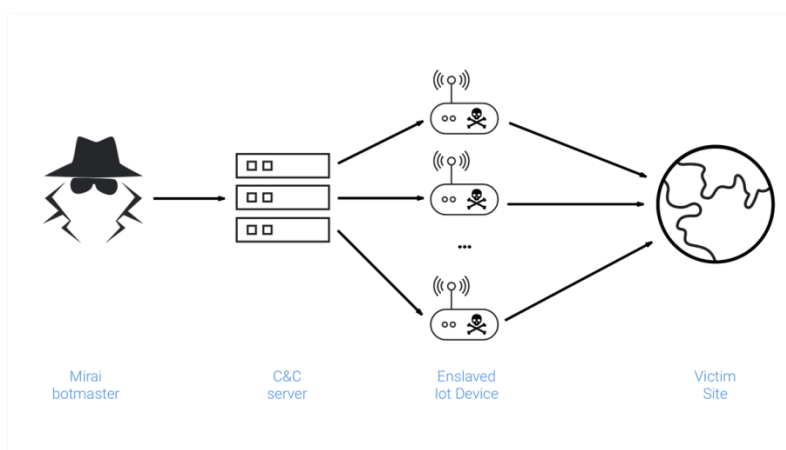 ...
Mirai
botmaster
C&C
server
Enslaved
Iot Device
Victim
Site